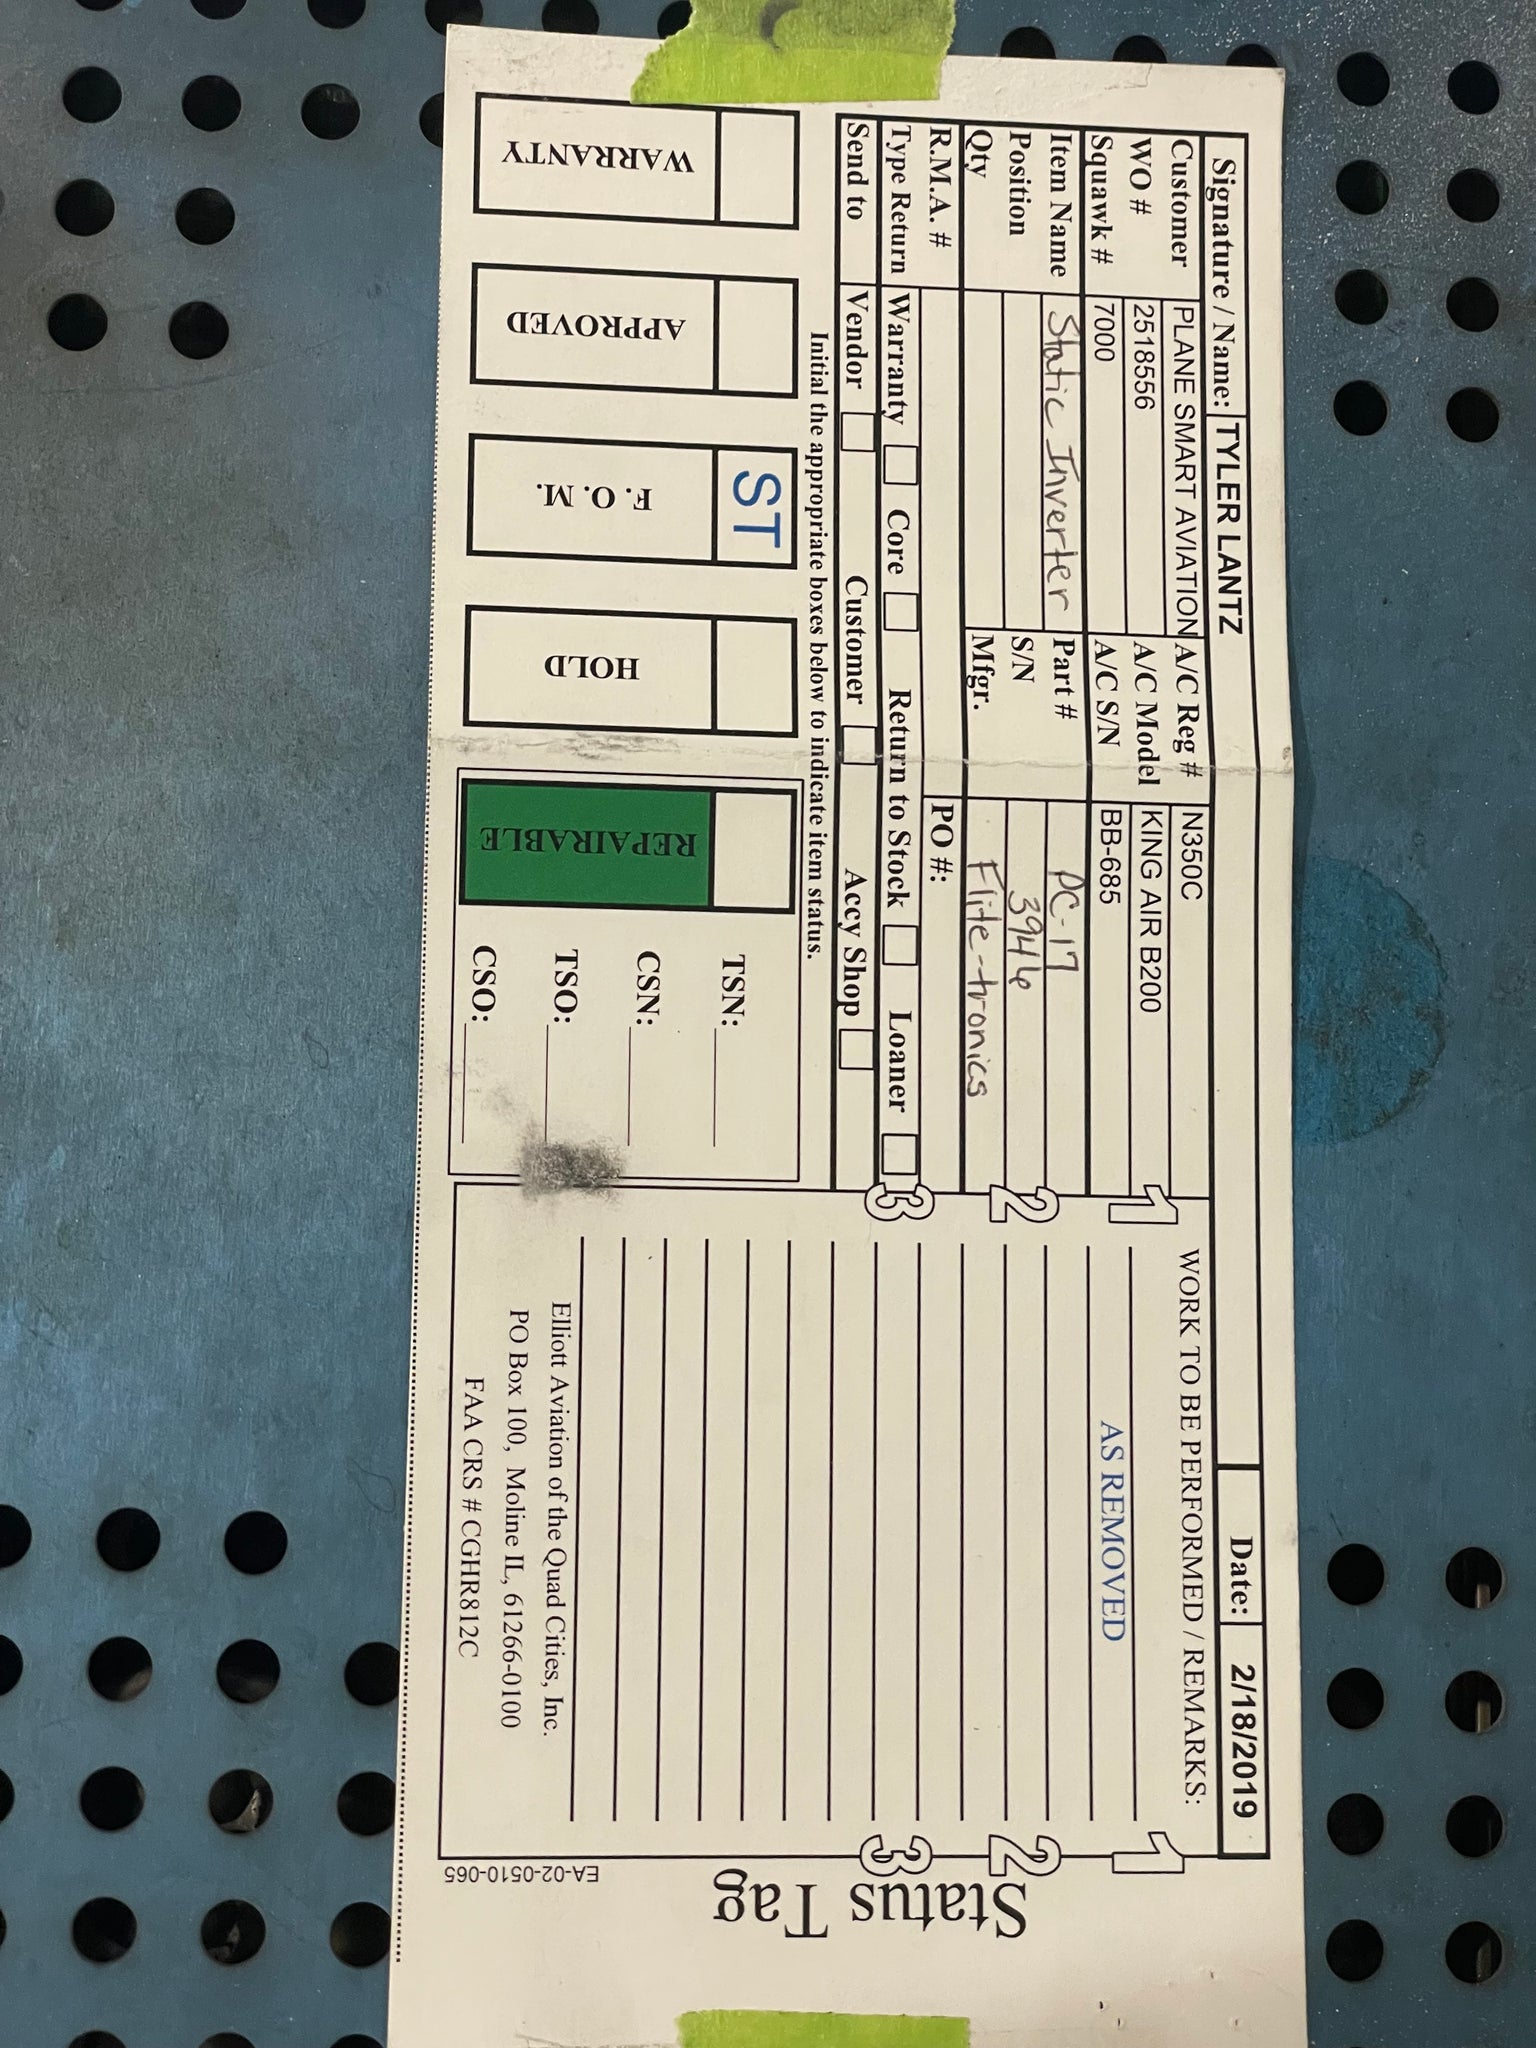 Signature / Name: TYLER LANTZ Date: 2/18/2019
Customer PLANE SMART AVIATION A/C Reg # N350C
WO # 2518556 A/C Model KING AIR B200
Squawk # 7000 A/C S/N BB-685
Item Name Static Inverter Part # PC-17
Position S/N 3946
Qty Mfgr. Flite-tronics
R.M.A. # PO #:
Type Return Warranty Core Return to Stock Loaner
Send to Vendor Customer Accy Shop
Initial the appropriate boxes below to indicate item status.
ST
WARRANTY
APPROVED
F. O. M.
HOLD
REPAIRABLE
TSN:
CSN:
TSO:
CSO:
1
2
3
WORK TO BE PERFORMED / REMARKS:
AS REMOVED
1
2
3
Elliott Aviation of the Quad Cities, Inc.
PO Box 100, Moline IL, 61266-0100
FAA CRS # CGHR812C
Status Tag
EA-02-0510-065